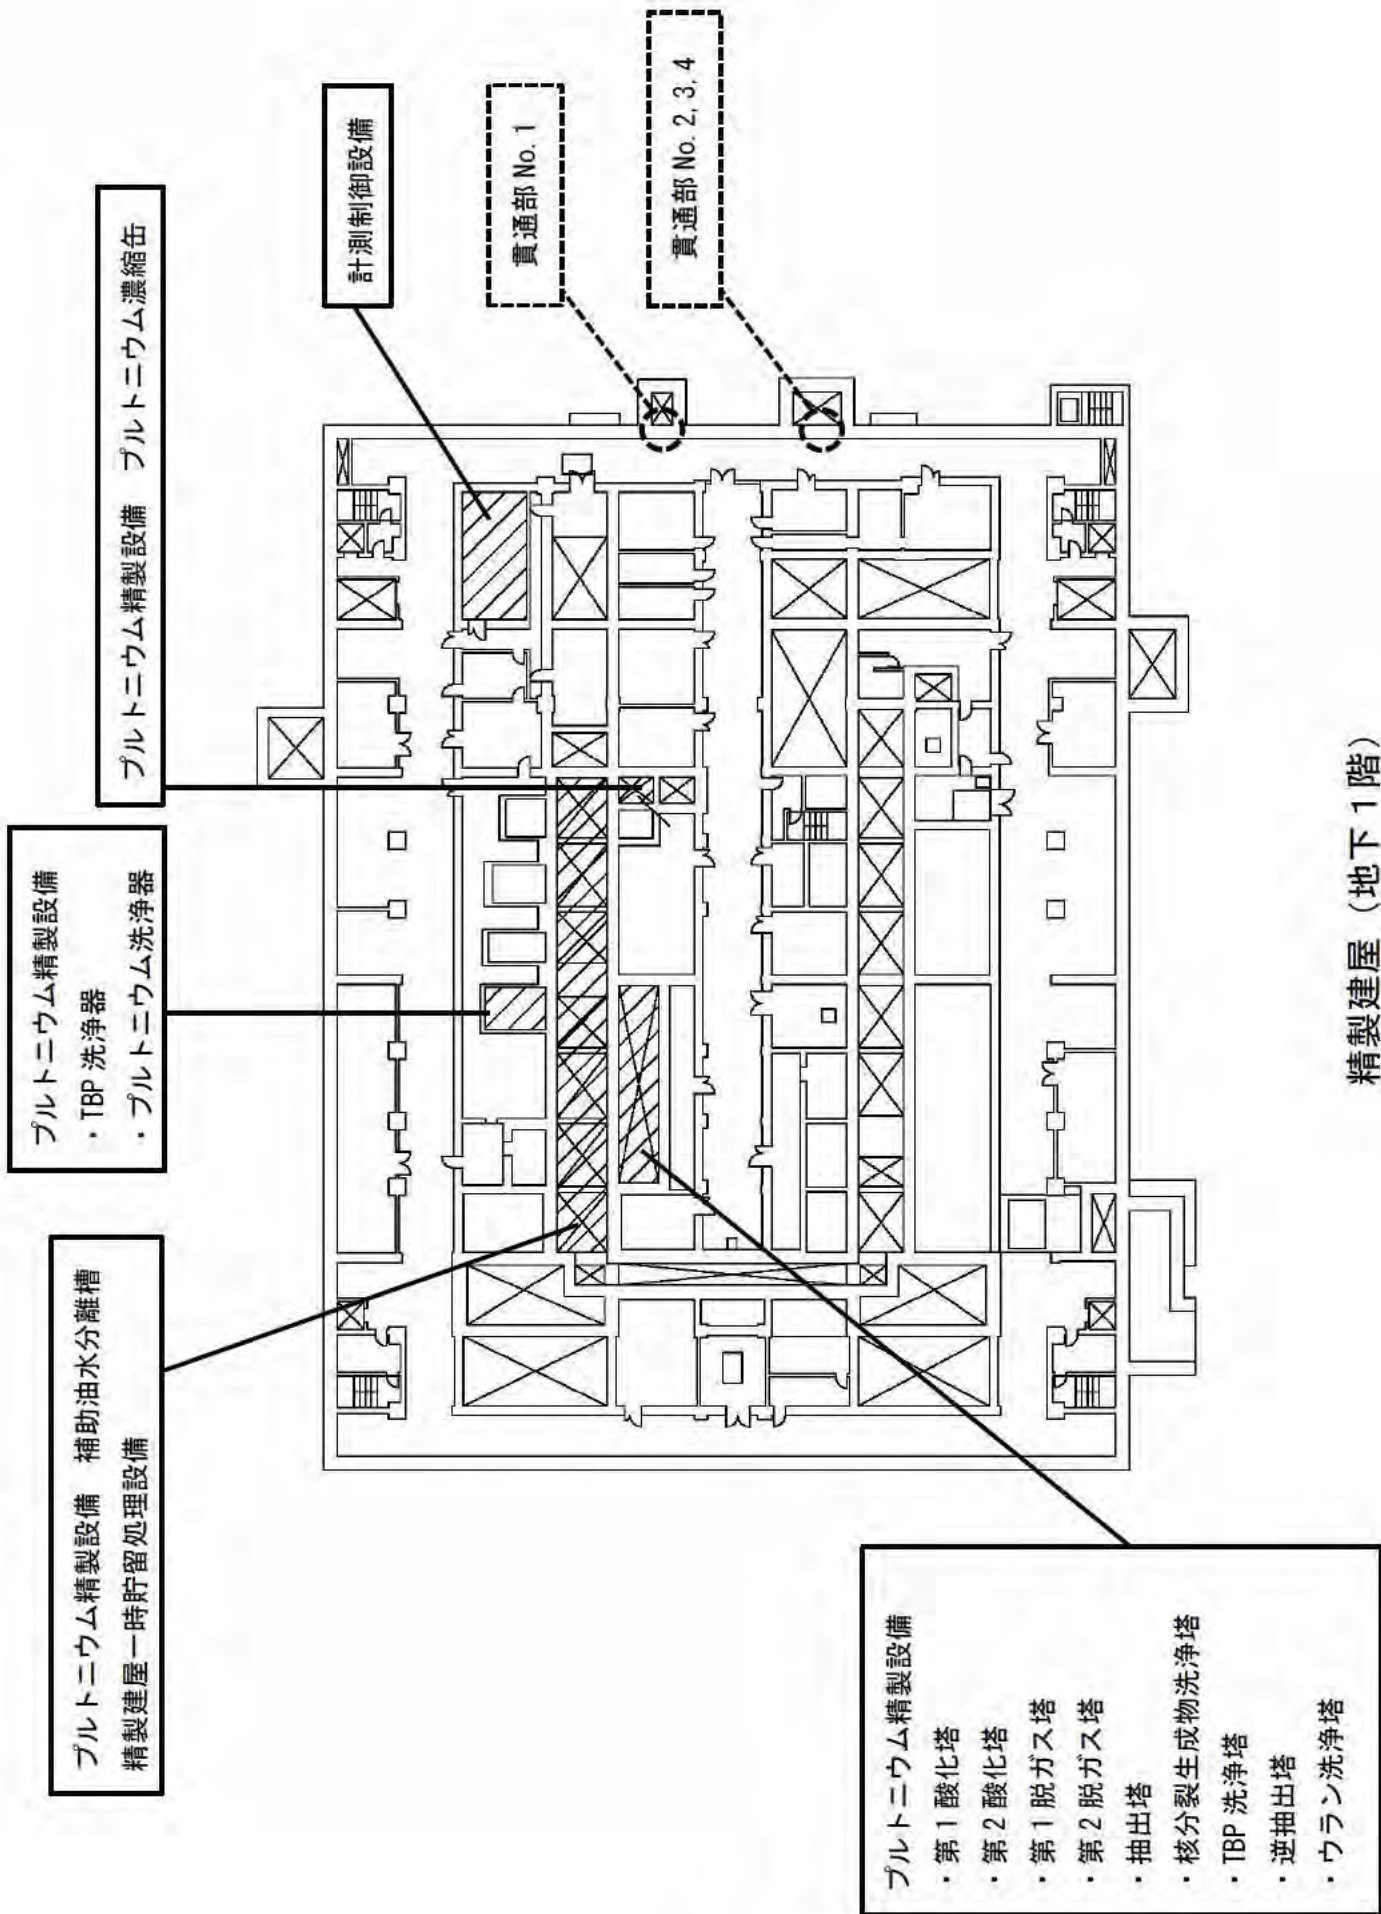 プルトニウム精製設備　補助油水分離槽
精製建屋一時貯留処理設備
プルトニウム精製設備
・TBP 洗浄器
・プルトニウム洗浄器
プルトニウム精製設備　プルトニウム濃縮缶
計測制御設備
貫通部 No. 1
貫通部 No. 2, 3, 4
プルトニウム精製設備
・第１酸化塔
・第２酸化塔
・第１脱ガス塔
・第２脱ガス塔
・抽出塔
・核分裂生成物洗浄塔
・TBP 洗浄塔
・逆抽出塔
・ウラン洗浄塔
精製建屋（地下１階）